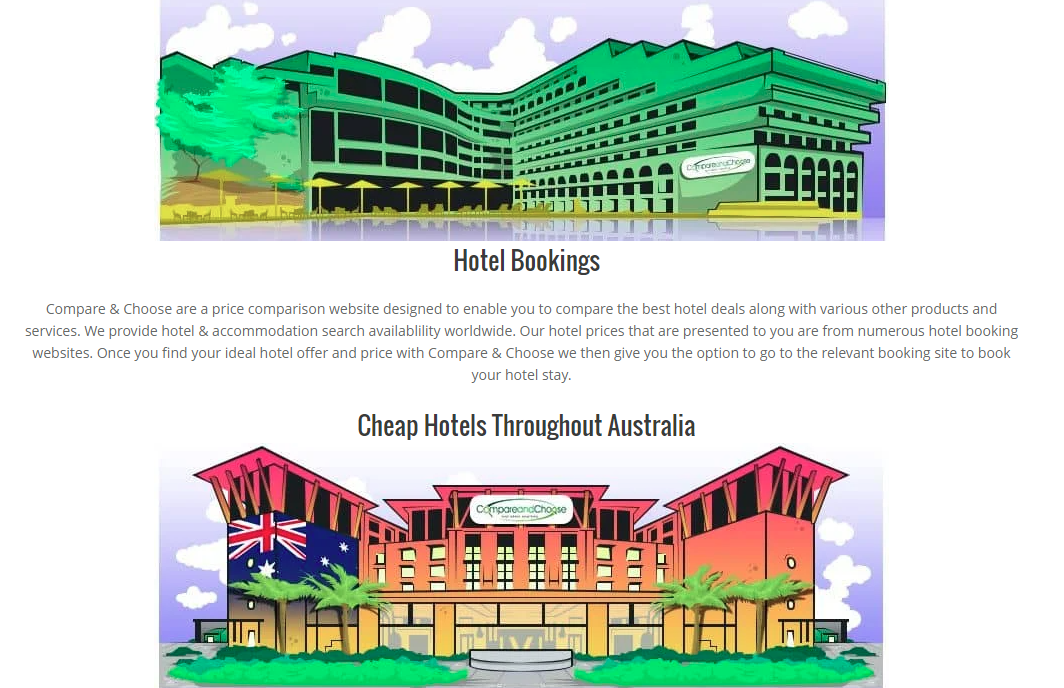 CompareandChoose
Hotel Bookings
Compare & Choose are a price comparison website designed to enable you to compare the best hotel deals along with various other products and
services. We provide hotel & accommodation search availablility worldwide. Our hotel prices that are presented to you are from numerous hotel booking
websites. Once you find your ideal hotel offer and price with Compare & Choose we then give you the option to go to the relevant booking site to book
your hotel stay.
Cheap Hotels Throughout Australia
CompareandChoose